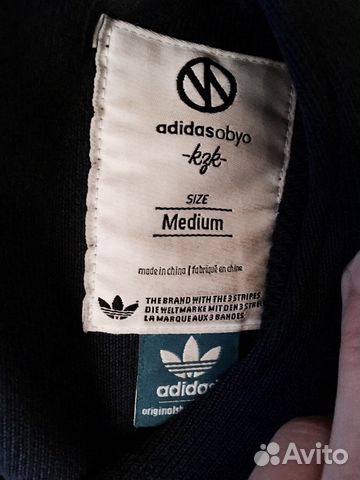 adidasobyo
-kzk-
SIZE
Medium
made in china / fabriqué en chine
THE BRAND WITH THE 3 STRIPES
DIE WELTMARKE MIT DEN 3 STREIFEN
LA MARQUE AUX 3 BANDES
adidas
Avito